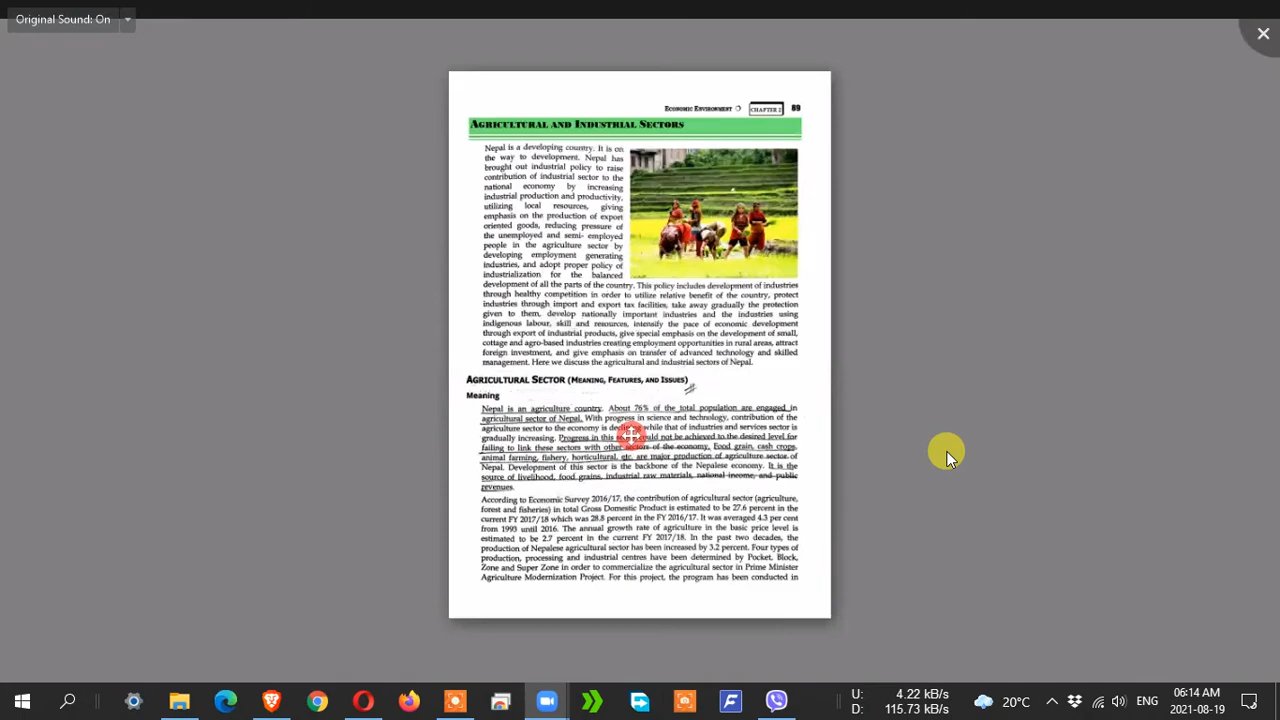 Original Sound: On
ECONOMIC ENVIRONMENT CHAPTER 2 89
AGRICULTURAL AND INDUSTRIAL SECTORS
Nepal is a developing country. It is on
the way to development. Nepal has
brought out industrial policy to raise
contribution of industrial sector to the
national economy by increasing
industrial production and productivity,
utilizing local resources, giving
emphasis on the production of export
oriented goods, reducing pressure of
the unemployed and semi- employed
people in the agriculture sector by
developing employment generating
industries, and adopt proper policy of
industrialization for the balanced
development of all the parts of the country. This policy includes development of industries
through healthy competition in order to utilize relative benefit of the country, protect
industries through import and export tax facilities, take away gradually the protection
given to them, develop nationally important industries and the industries using
indigenous labour, skill and resources, intensify the pace of economic development
through export of industrial products, give special emphasis on the development of small,
cottage and agro-based industries creating employment opportunities in rural areas, attract
foreign investment, and give emphasis on transfer of advanced technology and skilled
management. Here we discuss the agricultural and industrial sectors of Nepal.
AGRICULTURAL SECTOR (MEANING, FEATURES, AND ISSUES)
Meaning
Nepal is an agriculture country. About 76% of the total population are engaged in
agricultural sector of Nepal. With progress in science and technology, contribution of the
agriculture sector to the economy is while that of industries and services sector is
gradually increasing. Progress in this could not be achieved to the desired level for
failing to link these sectors with other sectors of the economy. Food grain, cash crops,
animal farming, fishery, horticultural, etc. are major production of agriculture sector of
Nepal. Development of this sector is the backbone of the Nepalese economy. It is the
source of livelihood, food grains, industrial raw materials, national income, and public
revenues.
According to Economic Survey 2016/17, the contribution of agricultural sector (agriculture,
forest and fisheries) in total Gross Domestic Product is estimated to be 27.6 percent in the
current FY 2017/18 which was 28.8 percent in the FY 2016/17. It was averaged 4.3 per cent
from 1993 until 2016. The annual growth rate of agriculture in the basic price level is
estimated to be 2.7 percent in the current FY 2017/18. In the past two decades, the
production of Nepalese agricultural sector has been increased by 3.2 percent. Four types of
production, processing and industrial centres have been determined by Pocket, Block,
Zone and Super Zone in order to commercialize the agricultural sector in Prime Minister
Agriculture Modernization Project. For this project, the program has been conducted in
U: 4.22 kB/s
D: 115.73 kB/s
20°C
ENG
06:14 AM
2021-08-19